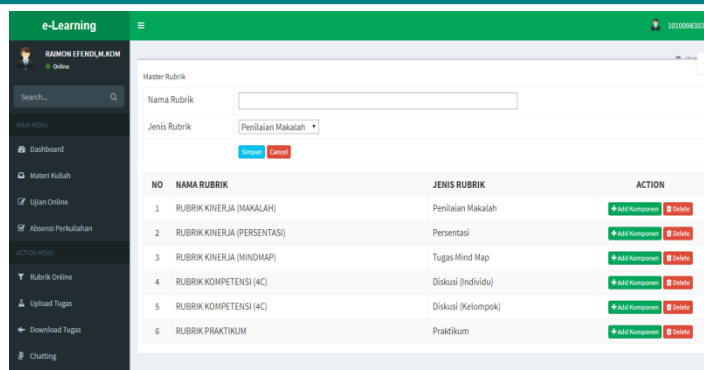 e-Learning
1010098303
RAIMON EFENDI,M.KOM
Online
Search...
MAIN MENU
Dashboard
Materi Kuliah
Ujian Online
Absensi Perkuliahan
ACTION MENU
Rubrik Online
Upload Tugas
Download Tugas
Chatting
Master Rubrik
Nama Rubrik
Jenis Rubrik Penilaian Makalah
Simpan Cancel
NO NAMA RUBRIK JENIS RUBRIK ACTION
1 RUBRIK KINERJA (MAKALAH) Penilaian Makalah +Add Komponen Delete
2 RUBRIK KINERJA (PERSENTASI) Persentasi +Add Komponen Delete
3 RUBRIK KINERJA (MINDMAP) Tugas Mind Map +Add Komponen Delete
4 RUBRIK KOMPETENSI (4C) Diskusi (Individu) +Add Komponen Delete
5 RUBRIK KOMPETENSI (4C) Diskusi (Kelompok) +Add Komponen Delete
6 RUBRIK PRAKTIKUM Praktikum +Add Komponen Delete